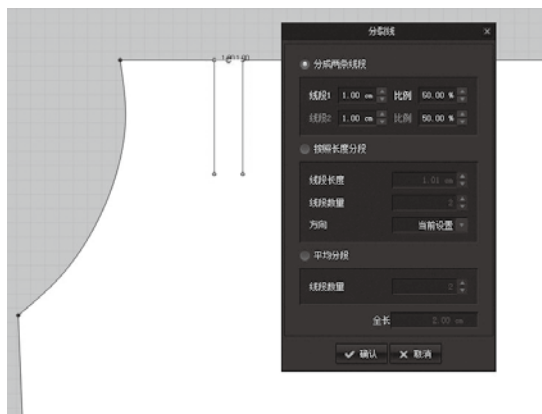 分裂线
分成两条线段
线段1 1.00 cm 比例 50.00 %
线段2 1.00 cm 比例 50.00 %
按照长度分段
线段长度 1.01 cm
线段数量 2
方向 当前设置
平均分段
线段数量 2
全长 2.00 cm
确认 取消